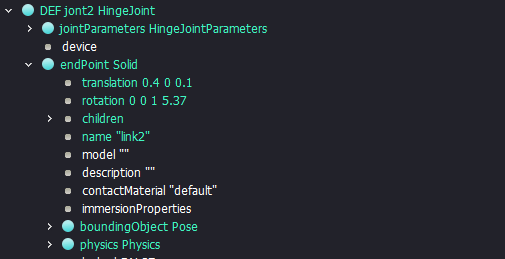 DEF jont2 HingeJoint
jointParameters HingeJointParameters
device
endPoint Solid
translation 0.4 0 0.1
rotation 0 0 1 5.37
children
name "link2"
model ""
description ""
contactMaterial "default"
immersionProperties
boundingObject Pose
physics Physics